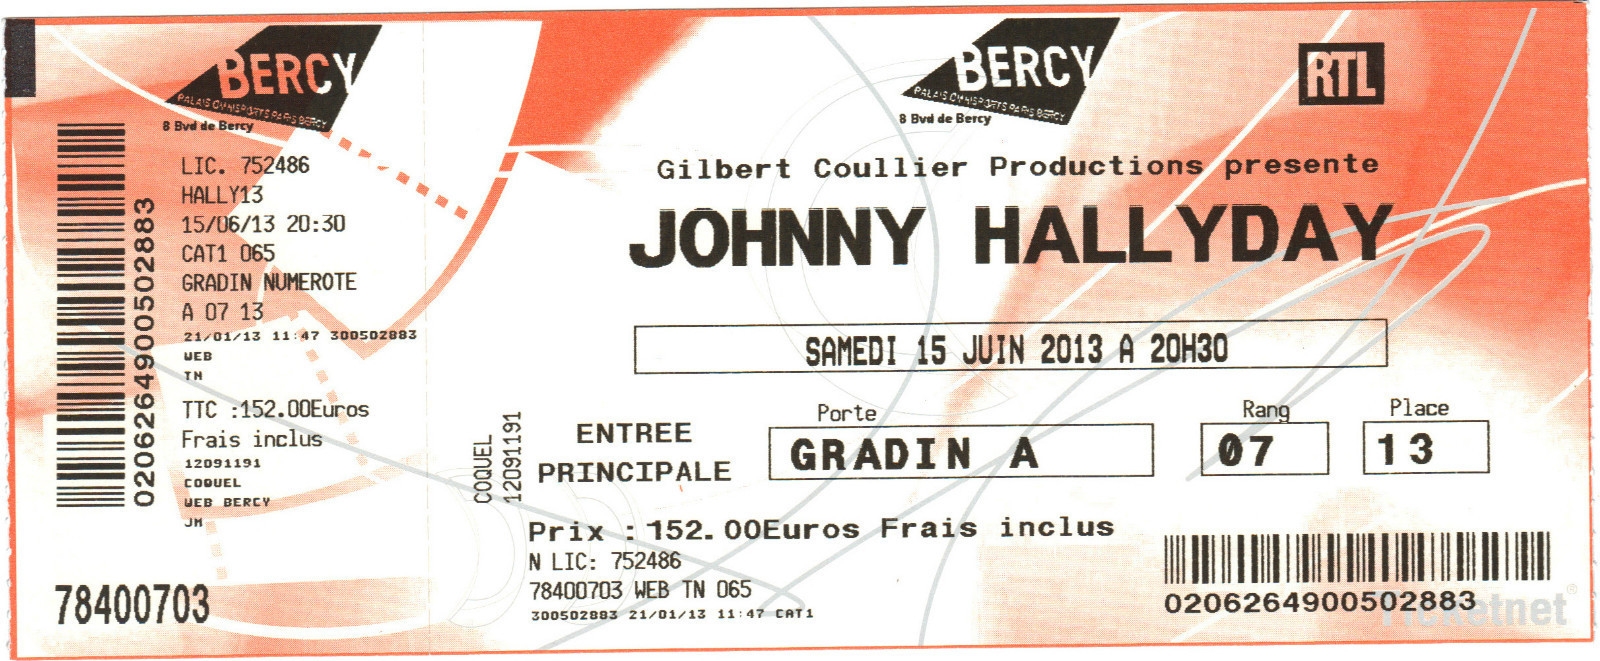 BERCY
PALAIS OMNISPORTS PARIS BERCY
8 Bvd de Bercy
LIC. 752486
HALLY13
15/06/13 20:30
CAT1 065
GRADIN NUMEROTE
A 07 13
21/01/13 11:47 300502883
WEB
TN
TTC :152.00Euros
Frais inclus
12091191
COQUEL
WEB BERCY
JM
0206264900502883
78400703
COQUEL
12091191
BERCY
PALAIS OMNISPORTS PARIS BERCY
8 Bvd de Bercy
RTL
Gilbert Coullier Productions presente
JOHNNY HALLYDAY
SAMEDI 15 JUIN 2013 A 20H30
ENTREE
PRINCIPALE
Porte
GRADIN A
Rang
07
Place
13
Prix : 152.00Euros Frais inclus
N LIC: 752486
78400703 WEB TN 065
300502883 21/01/13 11:47 CAT1
0206264900502883
Ticketnet